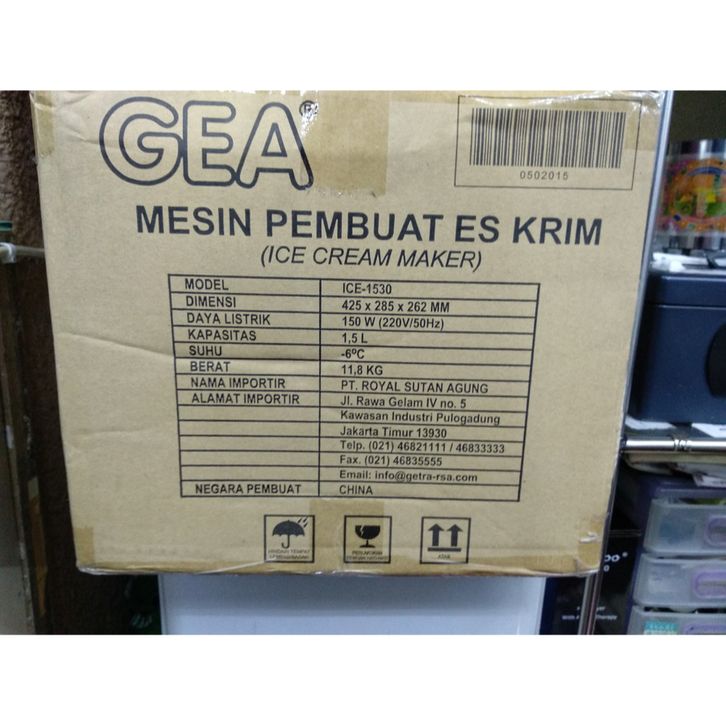 GEA®
0502015
MESIN PEMBUAT ES KRIM
(ICE CREAM MAKER)
MODEL ICE-1530
DIMENSI 425 x 285 x 262 MM
DAYA LISTRIK 150 W (220V/50Hz)
KAPASITAS 1,5 L
SUHU -6ºC
BERAT 11,8 KG
NAMA IMPORTIR PT. ROYAL SUTAN AGUNG
ALAMAT IMPORTIR Jl. Rawa Gelam IV no. 5
Kawasan Industri Pulogadung
Jakarta Timur 13930
Telp. (021) 46821111 / 46833333
Fax. (021) 46835555
Email: info@getra-rsa.com
NEGARA PEMBUAT CHINA
ATAS